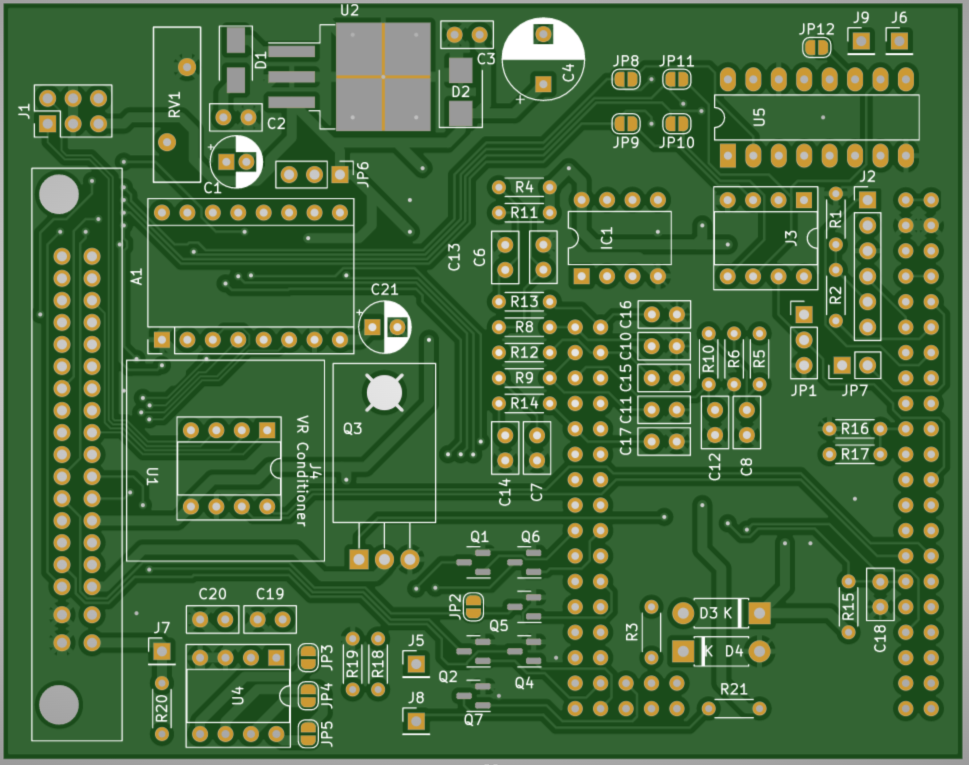 U2
JP12
J9
J6
D1
C3
C4
+
JP8
JP11
J1
RV1
D2
U5
C2
JP9
JP10
+
C1
JP6
J2
R4
R11
R1
A1
C13
C6
IC1
J3
C21
+
R13
R8
R12
R9
R14
C16
C10
C15
C11
C17
R10
R6
R5
R2
JP1
JP7
U1
VR Conditioner
J4
Q3
C14
C7
C12
C8
R16
R17
Q1
Q6
C20
C19
JP2
Q5
D3 K
K D4
R3
R15
C18
J7
JP3
R19
R18
J5
Q2
Q4
R20
U4
JP4
JP5
J8
Q7
R21